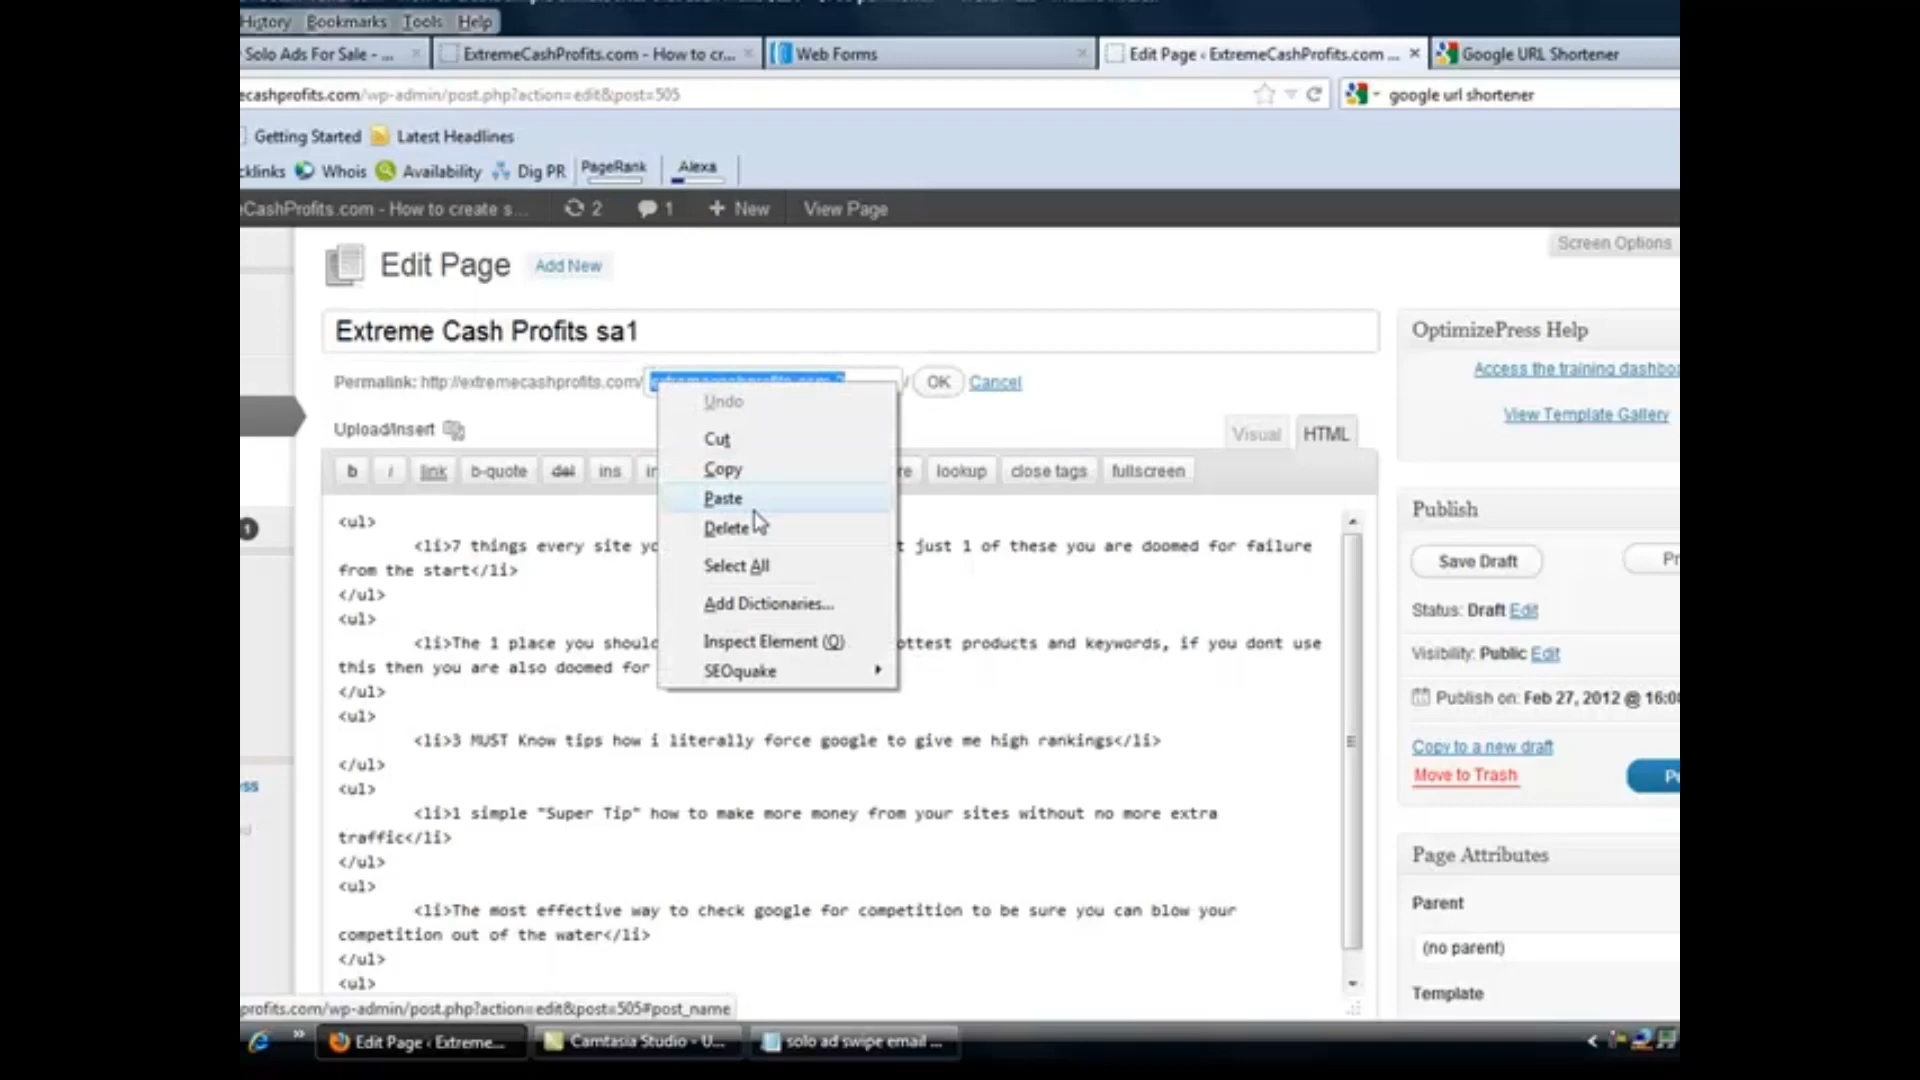 History Bookmarks Tools Help
Solo Ads For Sale - ... ExtremeCashProfits.com - How to cr... Web Forms Edit Page ‹ ExtremeCashProfits.com ... Google URL Shortener
ecashprofits.com/wp-admin/post.php?action=edit&post=505 google url shortener
Getting Started Latest Headlines
cklinks Whois Availability Dig PR PageRank Alexa
eCashProfits.com - How to create s... 2 1 + New View Page
Screen Options
Edit Page Add New
Extreme Cash Profits sa1
OptimizePress Help
Access the training dashboa
Permalink: http://extremecashprofits.com/ / OK Cancel
View Template Gallery
Upload/Insert Visual HTML
b i link b-quote del ins lookup close tags fullscreen
Undo
Cut
Copy
Paste
Delete
Select All
Add Dictionaries...
Inspect Element (Q)
SEOquake
<ul>
<li>7 things every site yo t just 1 of these you are doomed for failure
from the start</li>
</ul>
<ul>
<li>The 1 place you should ottest products and keywords, if you dont use
this then you are also doomed for
</ul>
<ul>
<li>3 MUST Know tips how i literally force google to give me high rankings</li>
</ul>
<ul>
<li>1 simple "Super Tip" how to make more money from your sites without no more extra
traffic</li>
</ul>
<ul>
<li>The most effective way to check google for competition to be sure you can blow your
competition out of the water</li>
</ul>
<ul>
Publish
Save Draft Pr
Status: Draft Edit
Visibility: Public Edit
Publish on: Feb 27, 2012 @ 16:0
Copy to a new draft
Move to Trash Pu
Page Attributes
Parent
(no parent)
Template
1
ss
profits.com/wp-admin/post.php?action=edit&post=505#post_name
Edit Page ‹ Extreme... Camtasia Studio - U... solo ad swipe email ...